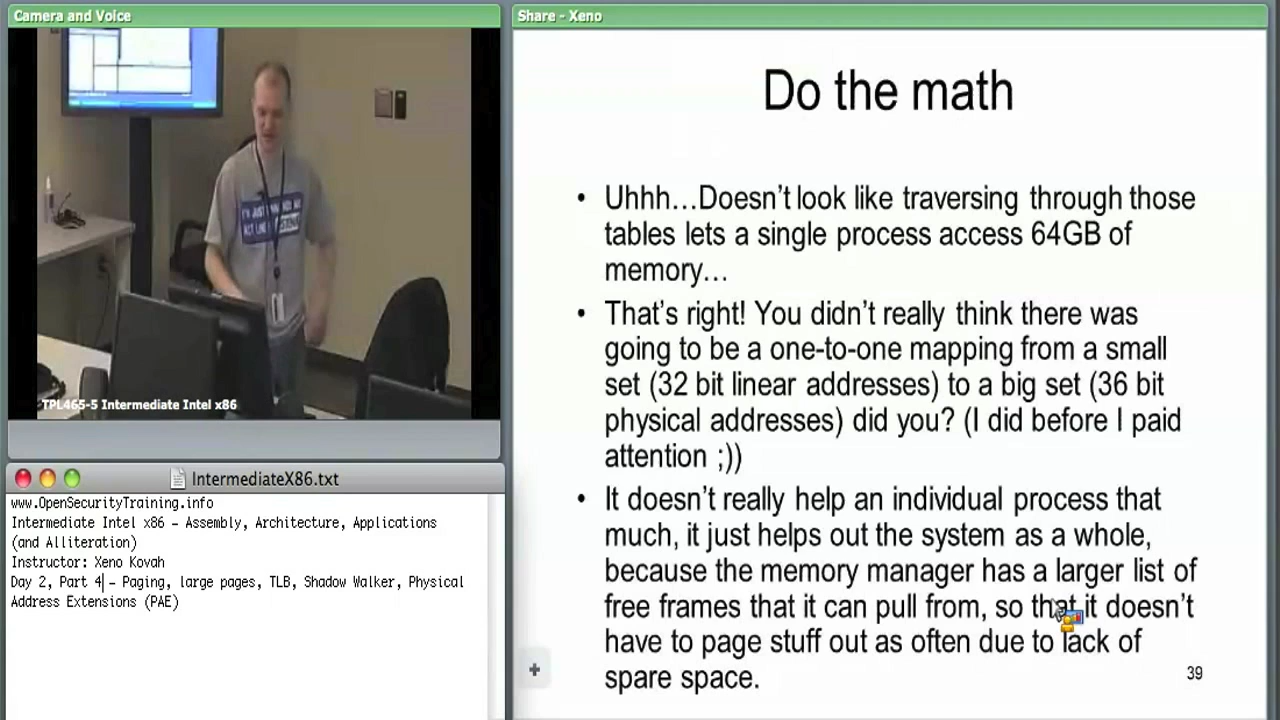 Camera and Voice
TPL465-5 Intermediate Intel x86
IntermediateX86.txt
www.OpenSecurityTraining.info
Intermediate Intel x86 – Assembly, Architecture, Applications
(and Alliteration)
Instructor: Xeno Kovah
Day 2, Part 4 – Paging, large pages, TLB, Shadow Walker, Physical
Address Extensions (PAE)
Share - Xeno
Do the math
• Uhhh…Doesn't look like traversing through those
tables lets a single process access 64GB of
memory…
• That's right! You didn't really think there was
going to be a one-to-one mapping from a small
set (32 bit linear addresses) to a big set (36 bit
physical addresses) did you? (I did before I paid
attention ;))
• It doesn't really help an individual process that
much, it just helps out the system as a whole,
because the memory manager has a larger list of
free frames that it can pull from, so that it doesn't
have to page stuff out as often due to lack of
spare space.
39